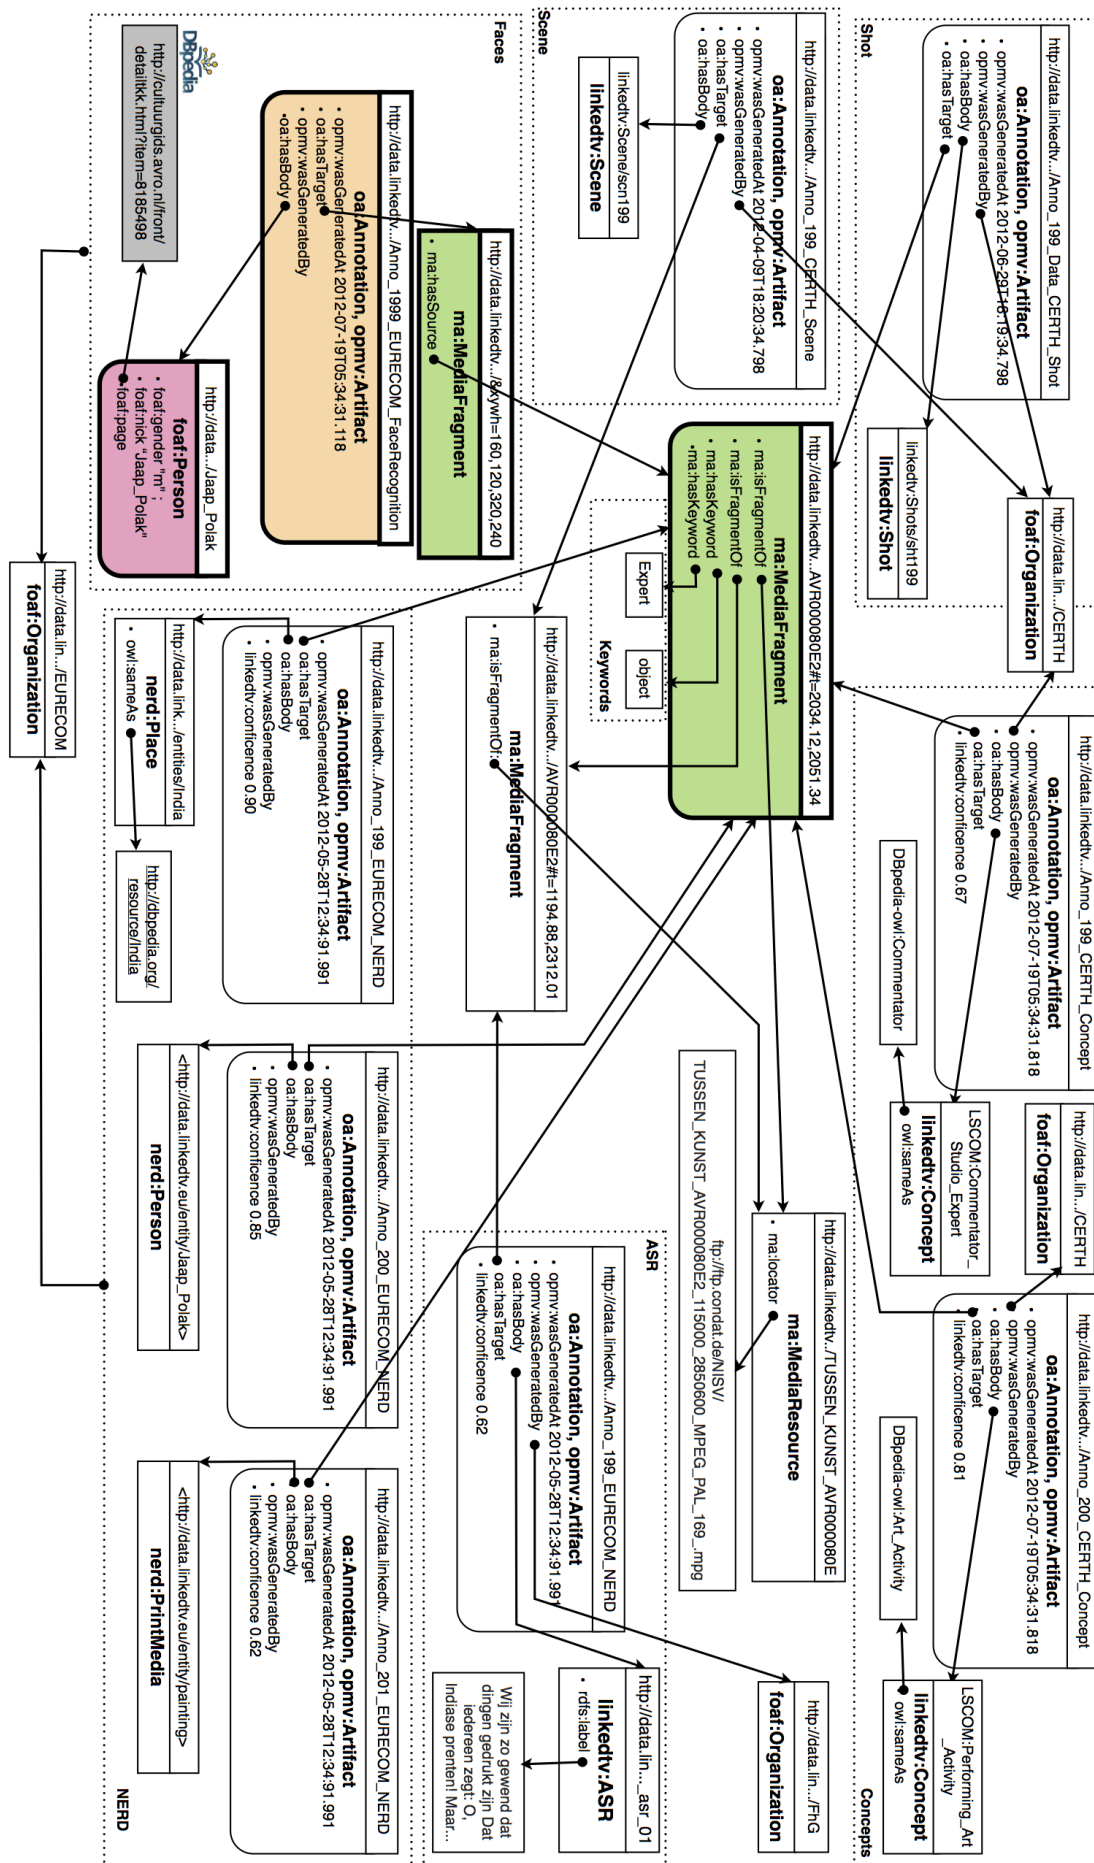 Shot
http://data.linkedtv.../Anno_199_Data_CERTH_Shot
oa:Annotation, opmv:Artifact
• opmv:wasGeneratedAt 2012-06-29T18:19:34.798
• opmv:wasGeneratedBy
• oa:hasBody
• oa:hasTarget
linkedtv:Shots/sht199
linkedtv:Shot
http://data.lin.../CERTH
foaf:Organization
Concepts
http://data.linkedtv.../Anno_199_CERTH_Concept
oa:Annotation, opmv:Artifact
• opmv:wasGeneratedAt 2012-07-19T05:34:31.818
• opmv:wasGeneratedBy
• oa:hasBody
• oa:hasTarget
• linkedtv:conficence 0.67
DBpedia-owl:Commentator
LSCOM:Commentator_
Studio_Expert
linkedtv:Concept
• owl:sameAs
http://data.lin.../CERTH
foaf:Organization
http://data.linkedtv.../Anno_200_CERTH_Concept
oa:Annotation, opmv:Artifact
• opmv:wasGeneratedAt 2012-07-19T05:34:31.818
• opmv:wasGeneratedBy
• oa:hasBody
• oa:hasTarget
• linkedtv:conficence 0.81
DBpedia-owl:Art_Activity
LSCOM:Performing_Art
_Activity
linkedtv:Concept
• owl:sameAs
Scene
http://data.linkedtv.../Anno_199_CERTH_Scene
oa:Annotation, opmv:Artifact
• opmv:wasGeneratedAt 2012-04-09T18:20:34.798
• opmv:wasGeneratedBy
• oa:hasTarget
• oa:hasBody
linkedtv:Scene/scn199
linkedtv:Scene
http://data.linkedtv...AVR000080E2#t=2034.12,2051.34
ma:MediaFragment
• ma:isFragmentOf
• ma:isFragmentOf
• ma:hasKeyword
• ma:hasKeyword
Expert
object
Keywords
http://data.linkedtv../TUSSEN_KUNST_AVR000080E
ma:MediaResource
• ma:locator
ftp://ftp.condat.de/NISV/
TUSSEN_KUNST_AVR000080E2_115000_2850600_MPEG_PAL_169_.mpg
http://data.lin.../FhG
foaf:Organization
http://data.linkedtv.../AVR000080E2#t=1194.88,2312.01
ma:MediaFragment
• ma:isFragmentOf:
ASR
http://data.linkedtv.../Anno_199_EURECOM_NERD
oa:Annotation, opmv:Artifact
• opmv:wasGeneratedAt 2012-05-28T12:34:91.991
• opmv:wasGeneratedBy
• oa:hasBody
• oa:hasTarget
• linkedtv:conficence 0.62
http://data.lin..._asr_01
linkedtv:ASR
• rdfs:label
Wij zijn zo gewend dat
dingen gedrukt zijn Dat
iedereen zegt: O,
Indiase prenten! Maar...
Faces
http://data.linkedtv.../&xywh=160,120,320,240
ma:MediaFragment
• ma:hasSource
http://data.linkedtv.../Anno_1999_EURECOM_FaceRecognition
oa:Annotation, opmv:Artifact
• opmv:wasGeneratedAt 2012-07-19T05:34:31.118
• oa:hasTarget
• opmv:wasGeneratedBy
• oa:hasBody
DBpedia
http://cultuurgids.avro.nl/front/
detailtkk.html?item=8185498
http://data.../Jaap_Polak
foaf:Person
• foaf:gender "m" ;
• foaf:nick "Jaap_Polak"
• foaf:page
http://data.lin.../EURECOM
foaf:Organization
NERD
http://data.linkedtv.../Anno_199_EURECOM_NERD
oa:Annotation, opmv:Artifact
• opmv:wasGeneratedAt 2012-05-28T12:34:91.991
• oa:hasTarget
• oa:hasBody
• opmv:wasGeneratedBy
• linkedtv:conficence 0.90
http://data.link.../entities/India
nerd:Place
• owl:sameAs
http://dbpedia.org/
resource/India
http://data.linkedtv.../Anno_200_EURECOM_NERD
oa:Annotation, opmv:Artifact
• opmv:wasGeneratedAt 2012-05-28T12:34:91.991
• oa:hasTarget
• oa:hasBody
• opmv:wasGeneratedBy
• linkedtv:conficence 0.85
<http://data.linkedtv.eu/entity/Jaap_Polak>
nerd:Person
http://data.linkedtv.../Anno_201_EURECOM_NERD
oa:Annotation, opmv:Artifact
• opmv:wasGeneratedAt 2012-05-28T12:34:91.991
• oa:hasTarget
• oa:hasBody
• opmv:wasGeneratedBy
• linkedtv:conficence 0.62
<http://data.linkedtv.eu/entity/painting>
nerd:PrintMedia